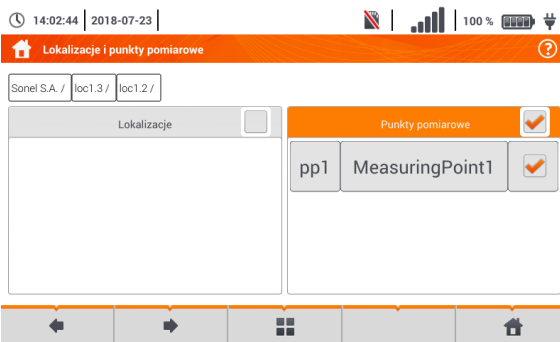 14:02:44 2018-07-23 100 %
Lokalizacje i punkty pomiarowe ?
Sonel S.A. / loc1.3 / loc1.2 /
Lokalizacje
Punkty pomiarowe
pp1 MeasuringPoint1